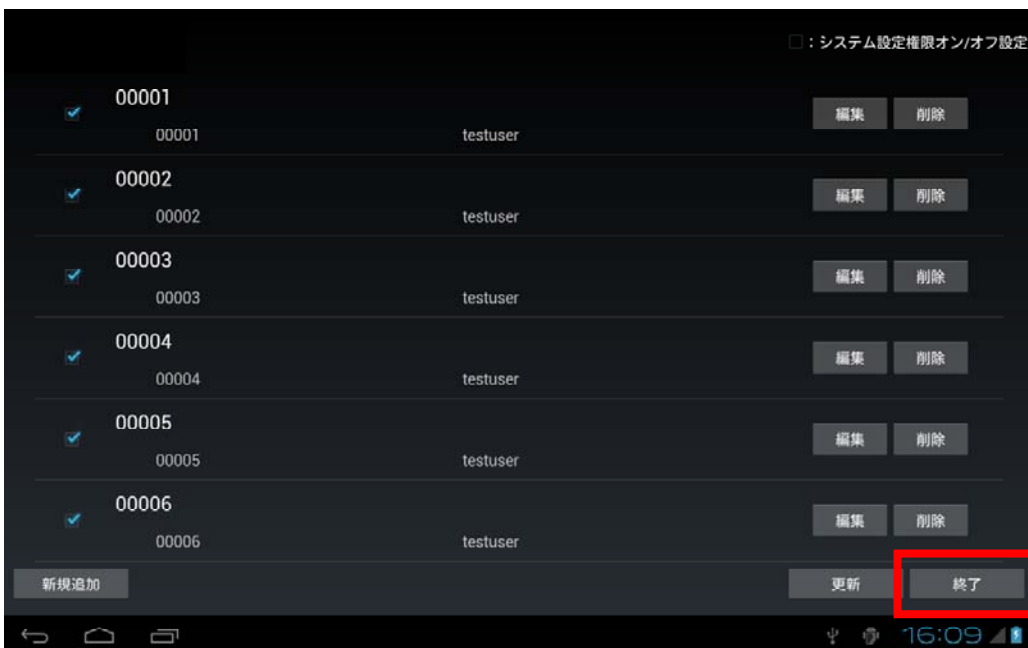 ：システム設定権限オン/オフ設定
00001
編集 削除
00001 testuser
00002
編集 削除
00002 testuser
00003
編集 削除
00003 testuser
00004
編集 削除
00004 testuser
00005
編集 削除
00005 testuser
00006
編集 削除
00006 testuser
新規追加 更新 終了
16:09